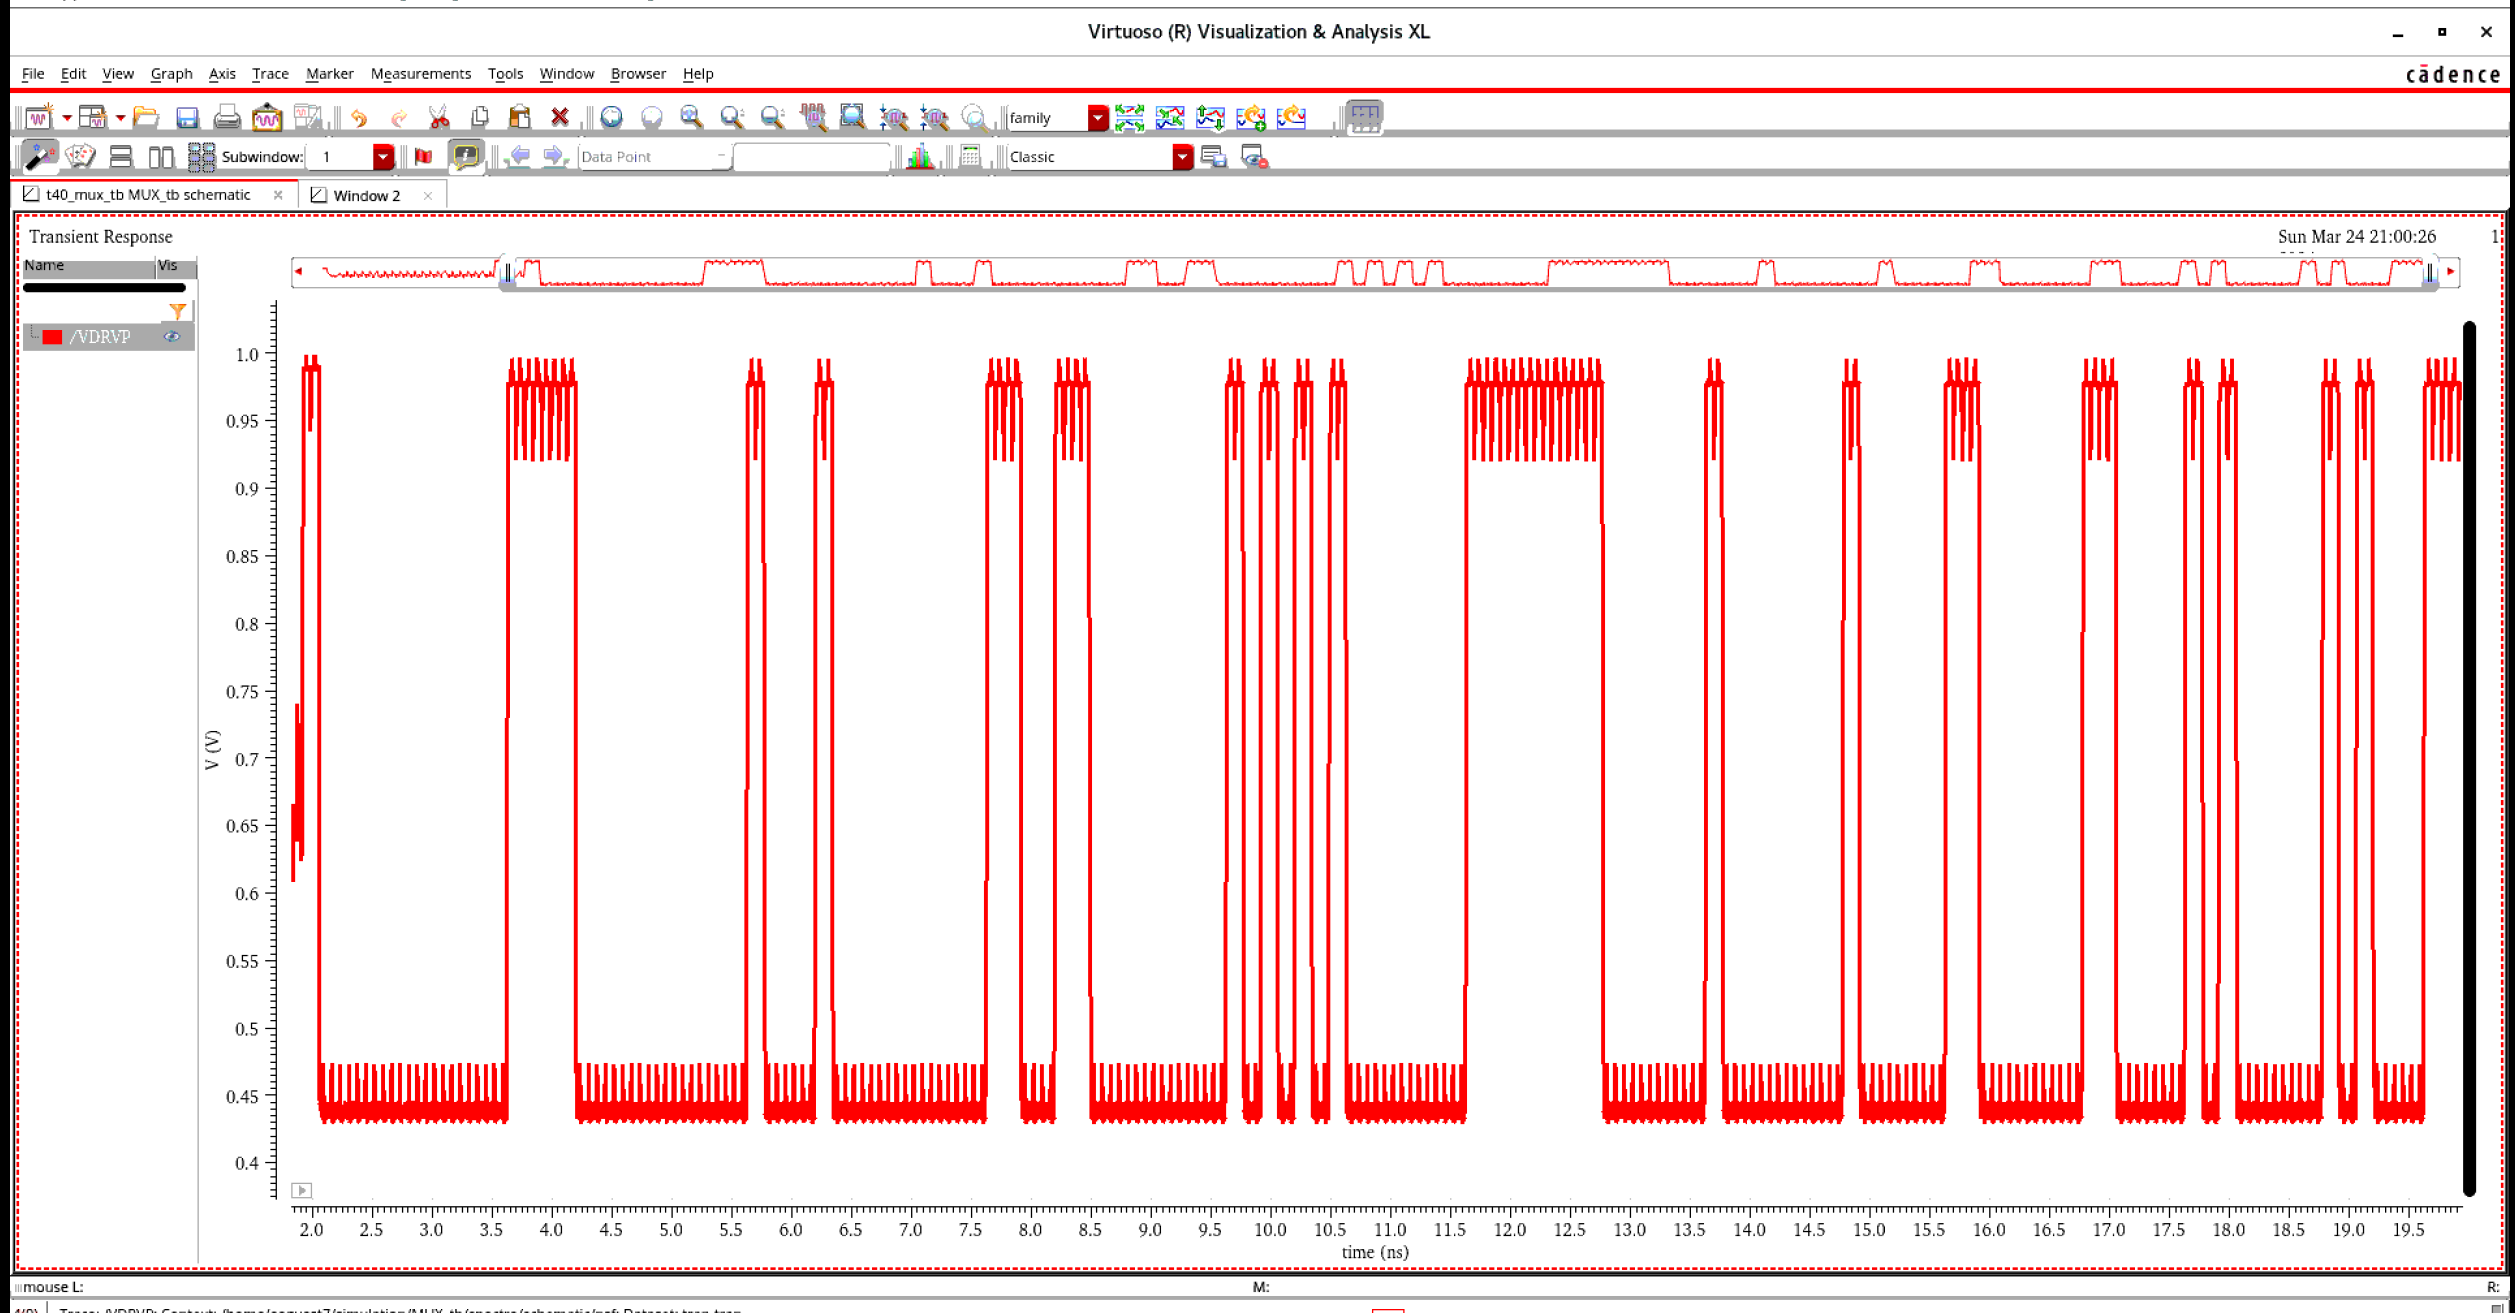 Virtuoso (R) Visualization & Analysis XL
File Edit View Graph Axis Trace Marker Measurements Tools Window Browser Help
cādence
family
Subwindow: 1 Data Point Classic
t40_mux_tb MUX_tb schematic Window 2
Transient Response
Sun Mar 24 21:00:26 1
Name Vis
/VDRVP
1.0
0.95
0.9
0.85
0.8
0.75
0.7
0.65
0.6
0.55
0.5
0.45
0.4
V (V)
2.0 2.5 3.0 3.5 4.0 4.5 5.0 5.5 6.0 6.5 7.0 7.5 8.0 8.5 9.0 9.5 10.0 10.5 11.0 11.5 12.0 12.5 13.0 13.5 14.0 14.5 15.0 15.5 16.0 16.5 17.0 17.5 18.0 18.5 19.0 19.5
time (ns)
mouse L: M: R: